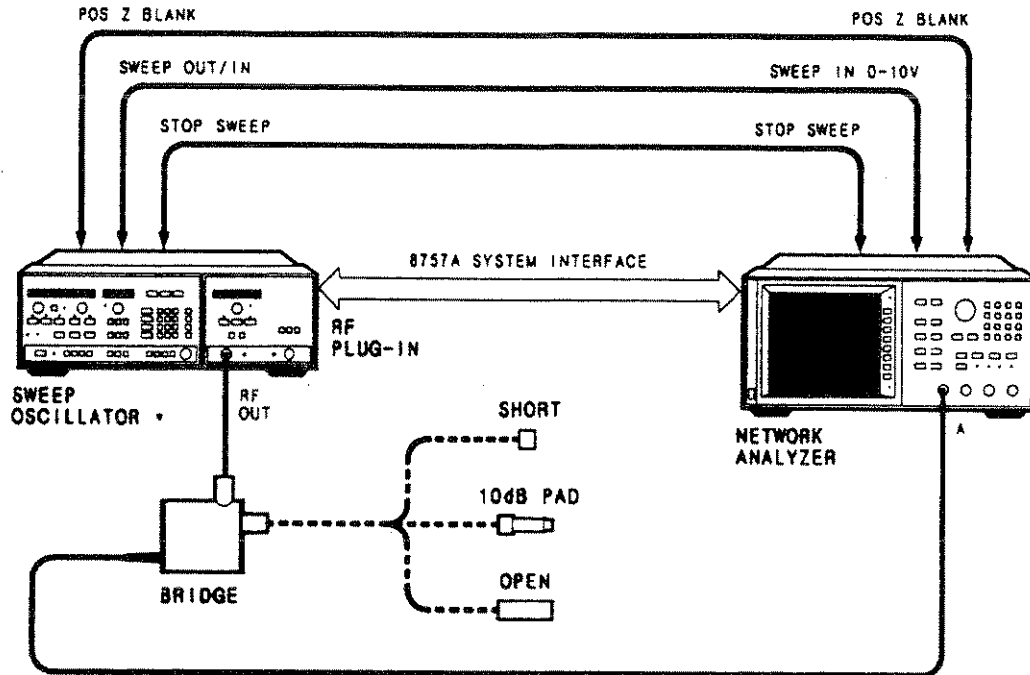 POS Z BLANK
POS Z BLANK
SWEEP OUT/IN
SWEEP IN 0-10V
STOP SWEEP
STOP SWEEP
8757A SYSTEM INTERFACE
RF
PLUG-IN
SWEEP
OSCILLATOR
RF
OUT
SHORT
A
NETWORK
ANALYZER
10dB PAD
OPEN
BRIDGE